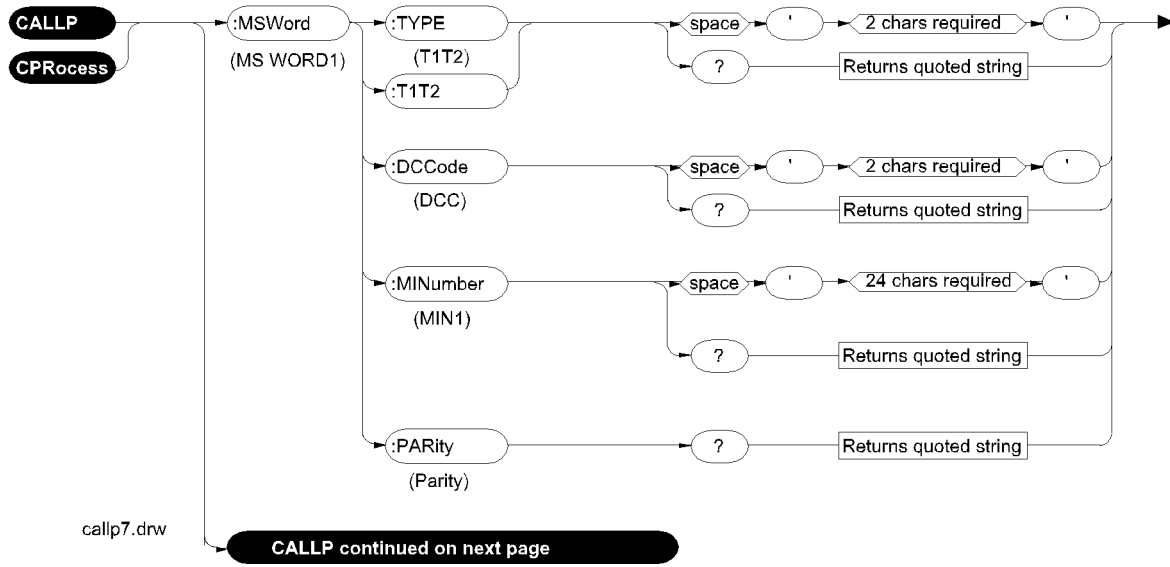 CALLP :MSWord :TYPE space ' 2 chars required '
CPRocess (MS WORD1) (T1T2) ? Returns quoted string
:T1T2
:DCCode space ' 2 chars required '
(DCC) ? Returns quoted string
:MINumber space ' 24 chars required '
(MIN1)
? Returns quoted string
:PARity ? Returns quoted string
(Parity)
callp7.drw
CALLP continued on next page